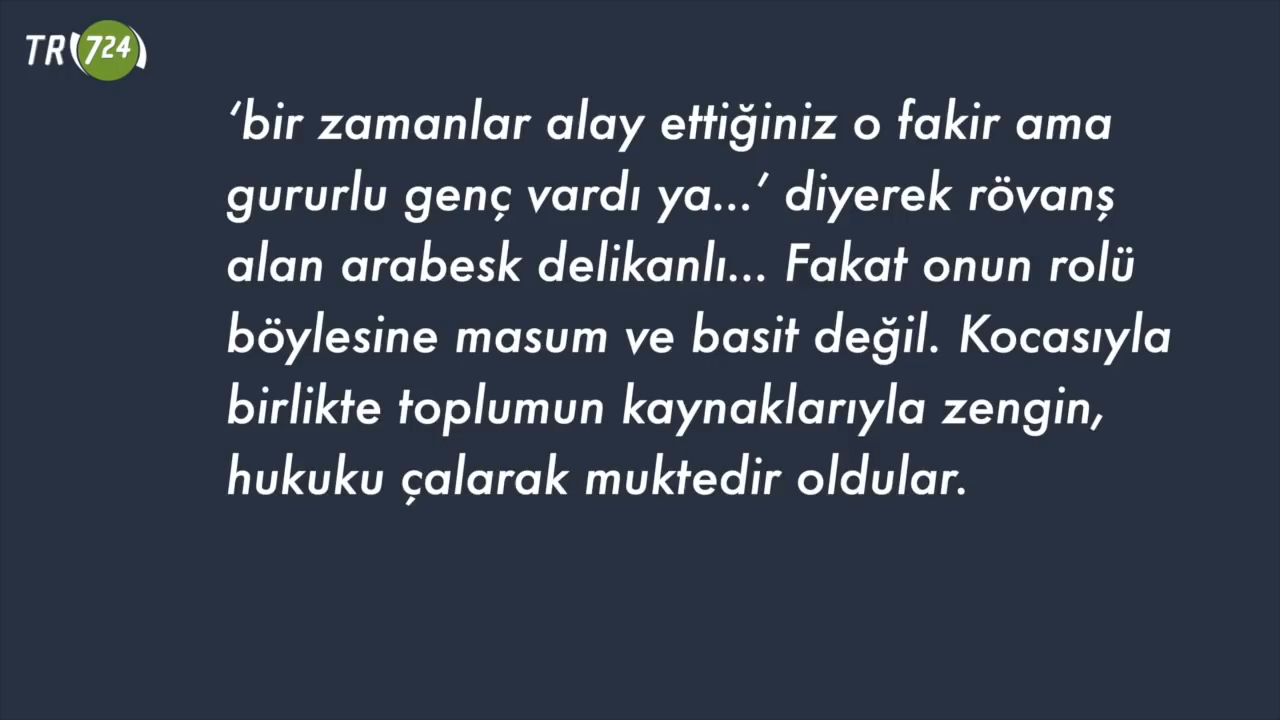 TR724
‘bir zamanlar alay ettiğiniz o fakir ama
gururlu genç vardı ya...’ diyerek rövanş
alan arabesk delikanlı... Fakat onun rolü
böylesine masum ve basit değil. Kocasıyla
birlikte toplumun kaynaklarıyla zengin,
hukuku çalarak muktedir oldular.